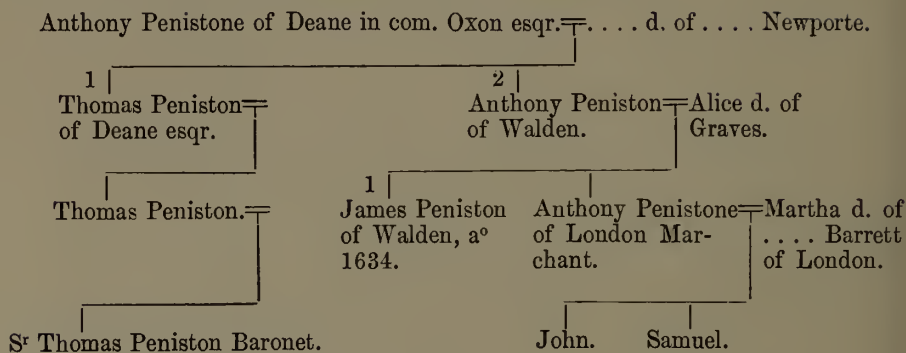 Anthony Penistone of Deane in com. Oxon esqr. . . . . d. of . . . . Newporte.
1 2
Thomas Peniston Anthony Peniston Alice d. of
of Deane esqr. of Walden. Graves.
1
Thomas Peniston. James Peniston Anthony Penistone Martha d. of
of Walden, aᵒ of London Mar- . . . . Barrett
1634. chant. of London.
Sʳ Thomas Peniston Baronet. John. Samuel.